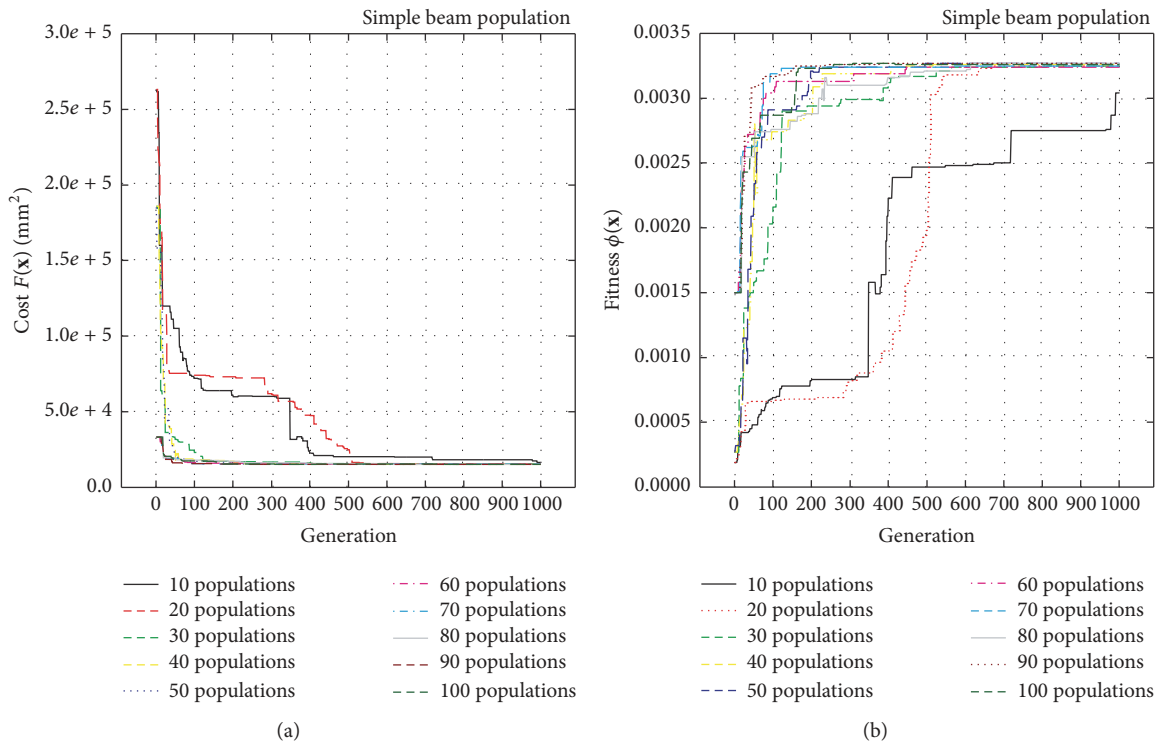 Simple beam population
3.0e + 5
2.5e + 5
2.0e + 5
1.5e + 5
1.0e + 5
5.0e + 4
0.0
Cost F(x) (mm²)
0 100 200 300 400 500 600 700 800 900 1000
Generation
10 populations
20 populations
30 populations
40 populations
50 populations
60 populations
70 populations
80 populations
90 populations
100 populations
(a)
Simple beam population
0.0035
0.0030
0.0025
0.0020
0.0015
0.0010
0.0005
0.0000
Fitness ϕ(x)
0 100 200 300 400 500 600 700 800 900 1000
Generation
10 populations
20 populations
30 populations
40 populations
50 populations
60 populations
70 populations
80 populations
90 populations
100 populations
(b)